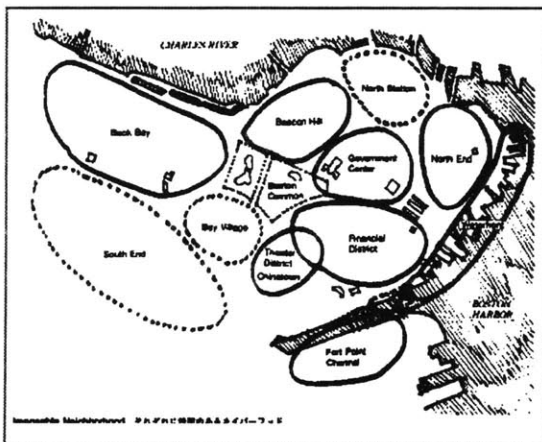 CHARLES RIVER
North Station
Back Bay
Beacon Hill
Government
Center
North End
Boston
Common
Bay Village
Financial
District
South End
Theater
District
Chinatown
BOSTON
HARBOR
Fort Point
Channel
Imageable Neighborhood